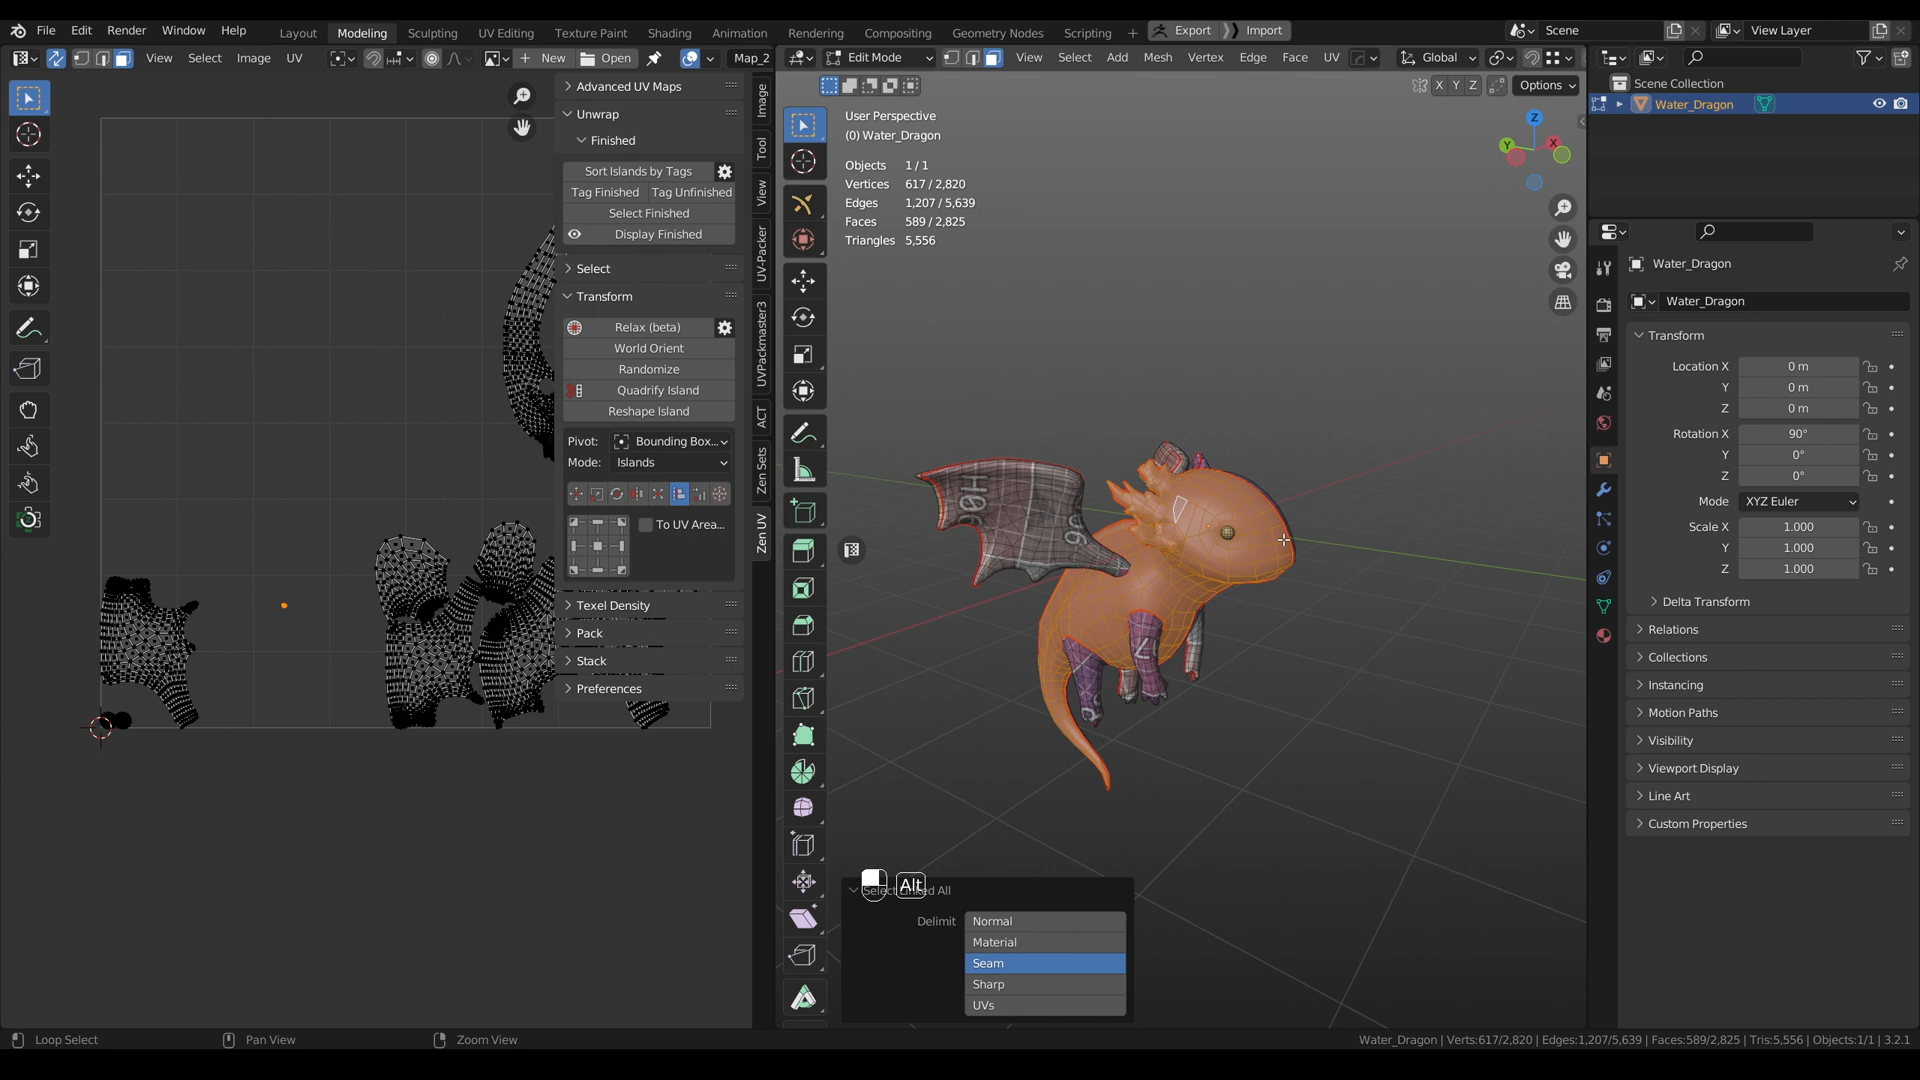 File Edit Render Window Help Layout Modeling Sculpting UV Editing Texture Paint Shading Animation Rendering Compositing Geometry Nodes Scripting + Export Import Scene View Layer
View Select Image UV New Open Map_2 Edit Mode View Select Add Mesh Vertex Edge Face UV Global
X Y Z Options
Advanced UV Maps
Unwrap
Finished
Sort Islands by Tags
Tag Finished Tag Unfinished
Select Finished
Display Finished
Select
Transform
Relax (beta)
World Orient
Randomize
Quadrify Island
Reshape Island
Pivot: Bounding Box...
Mode: Islands
To UV Area...
Texel Density
Pack
Stack
Preferences
Image
Tool
View
UV-Packer
UVPackmaster3
ACT
Zen Sets
Zen UV
User Perspective
(0) Water_Dragon
Objects 1 / 1
Vertices 617 / 2,820
Edges 1,207 / 5,639
Faces 589 / 2,825
Triangles 5,556
Z
Y
X
Alt
Select Linked All
Delimit Normal
Material
Seam
Sharp
UVs
Scene Collection
Water_Dragon
Water_Dragon
Water_Dragon
Transform
Location X 0 m
Y 0 m
Z 0 m
Rotation X 90°
Y 0°
Z 0°
Mode XYZ Euler
Scale X 1.000
Y 1.000
Z 1.000
Delta Transform
Relations
Collections
Instancing
Motion Paths
Visibility
Viewport Display
Line Art
Custom Properties
Loop Select Pan View Zoom View Water_Dragon | Verts:617/2,820 | Edges:1,207/5,639 | Faces:589/2,825 | Tris:5,556 | Objects:1/1 | 3.2.1